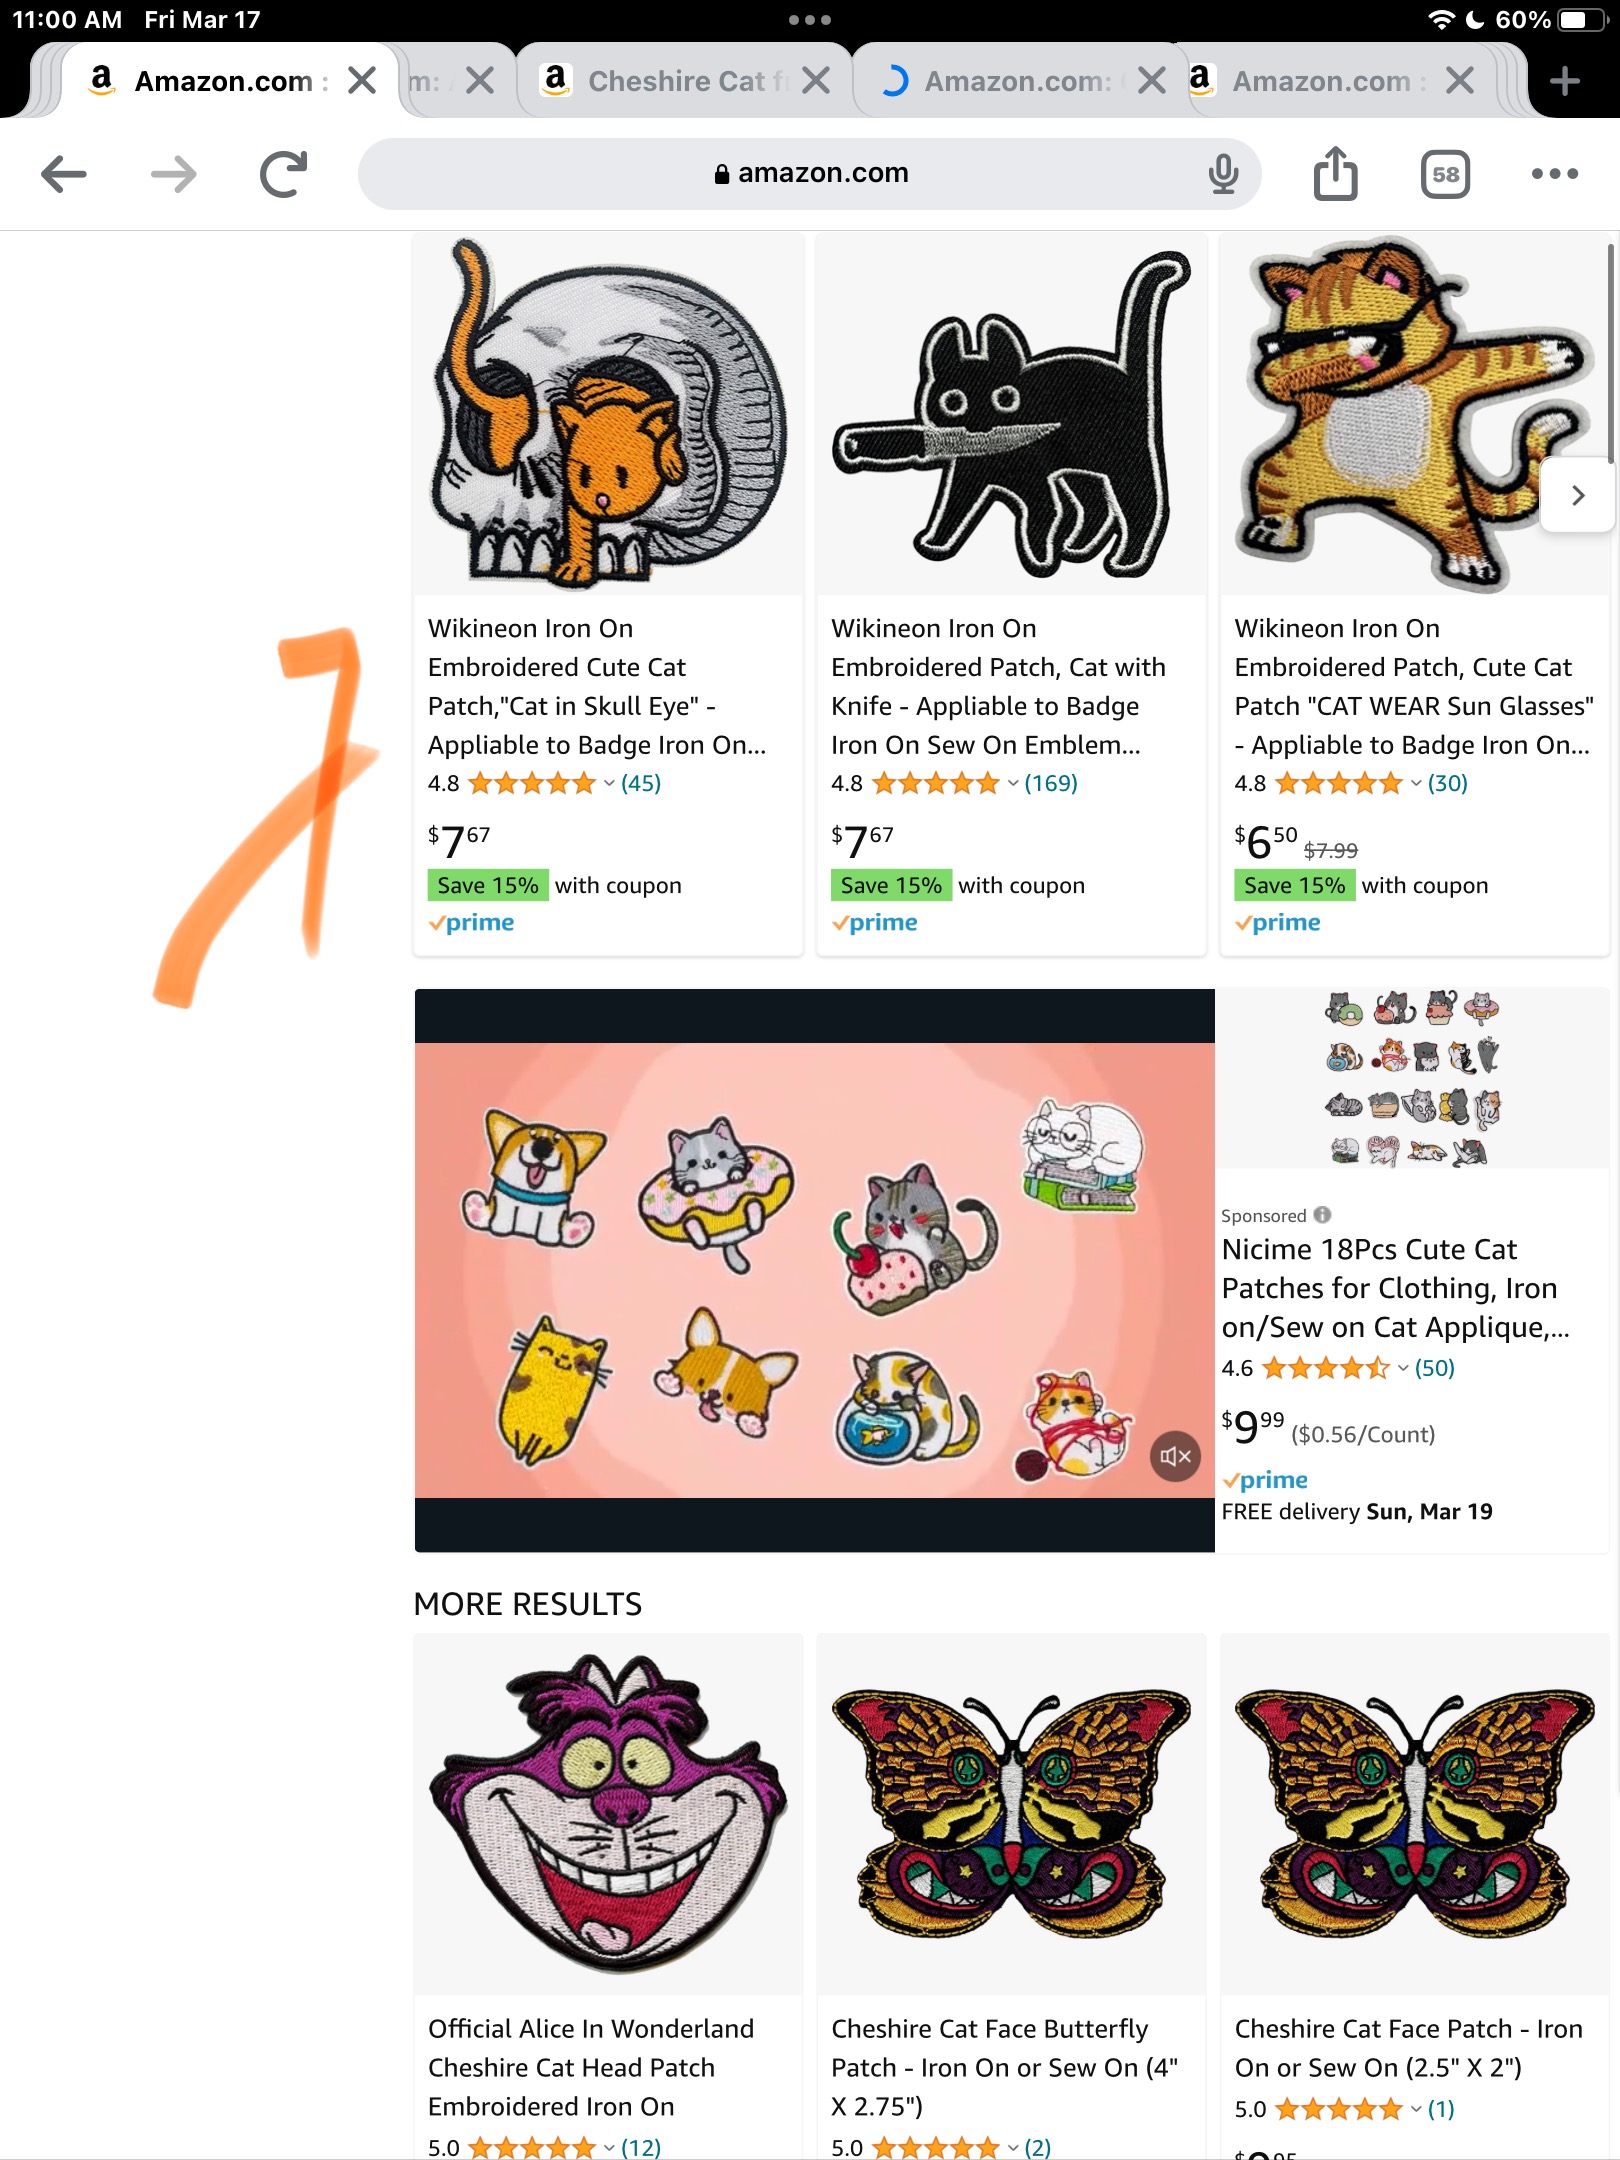 11:00 AM Fri Mar 17
60%
Amazon.com :
m:
Cheshire Cat
Amazon.com:
Amazon.com :
amazon.com
58
Wikineon Iron On
Embroidered Cute Cat
Patch,"Cat in Skull Eye" -
Appliable to Badge Iron On...
4.8 (45)
$7 67
Save 15% with coupon
prime
Wikineon Iron On
Embroidered Patch, Cat with
Knife - Appliable to Badge
Iron On Sew On Emblem...
4.8 (169)
$7 67
Save 15% with coupon
prime
Wikineon Iron On
Embroidered Patch, Cute Cat
Patch "CAT WEAR Sun Glasses"
- Appliable to Badge Iron On...
4.8 (30)
$6 50 $7.99
Save 15% with coupon
prime
Sponsored
Nicime 18Pcs Cute Cat
Patches for Clothing, Iron
on/Sew on Cat Applique,...
4.6 (50)
$9 99 ($0.56/Count)
prime
FREE delivery Sun, Mar 19
MORE RESULTS
Official Alice In Wonderland
Cheshire Cat Head Patch
Embroidered Iron On
5.0 (12)
Cheshire Cat Face Butterfly
Patch - Iron On or Sew On (4"
X 2.75")
5.0 (2)
Cheshire Cat Face Patch - Iron
On or Sew On (2.5" X 2")
5.0 (1)